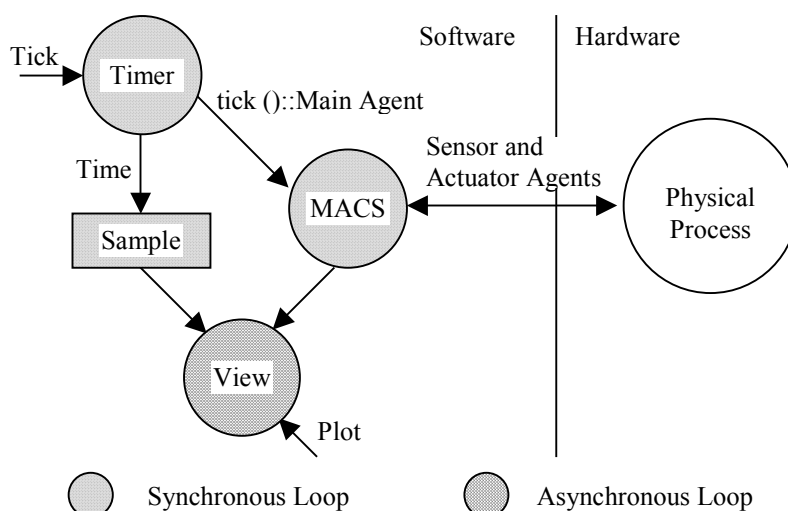 Software
Hardware
Tick
Timer
tick ()::Main Agent
Time
Sensor and
Actuator Agents
MACS
Physical
Process
Sample
View
Plot
Synchronous Loop
Asynchronous Loop